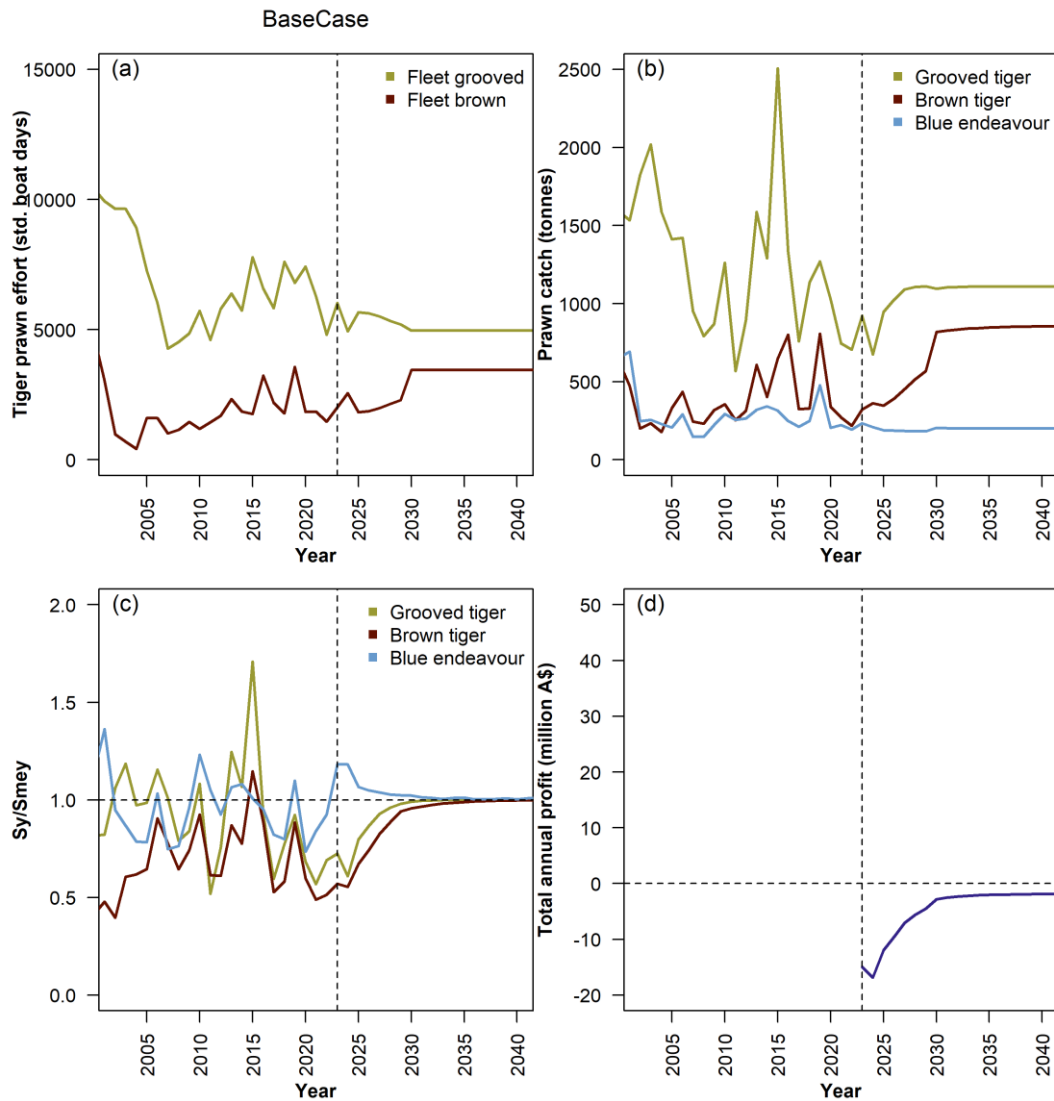 BaseCase
(a)
Fleet grooved
Fleet brown
Tiger prawn effort (std. boat days)
15000
10000
5000
0
2005
2010
2015
2020
2025
2030
2035
2040
Year
(b)
Grooved tiger
Brown tiger
Blue endeavour
Prawn catch (tonnes)
2500
2000
1500
1000
500
0
2005
2010
2015
2020
2025
2030
2035
2040
Year
(c)
Grooved tiger
Brown tiger
Blue endeavour
Sy/Smey
2.0
1.5
1.0
0.5
0.0
2005
2010
2015
2020
2025
2030
2035
2040
Year
(d)
Total annual profit (million A$)
50
40
30
20
10
0
-10
-20
2005
2010
2015
2020
2025
2030
2035
2040
Year